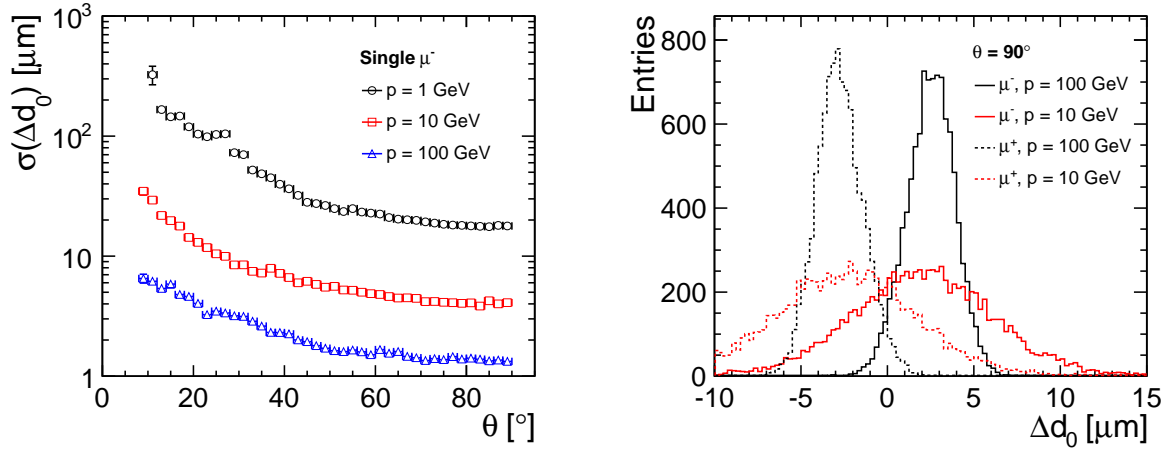 σ(Δd₀) [μm]
10³
10²
10
1
20
40
60
80
θ [°]
Single μ⁻
p = 1 GeV
p = 10 GeV
p = 100 GeV
Entries
800
600
400
200
0
-10
-5
0
5
10
15
Δd₀ [μm]
θ = 90°
μ⁻, p = 100 GeV
μ⁻, p = 10 GeV
μ⁺, p = 100 GeV
μ⁺, p = 10 GeV